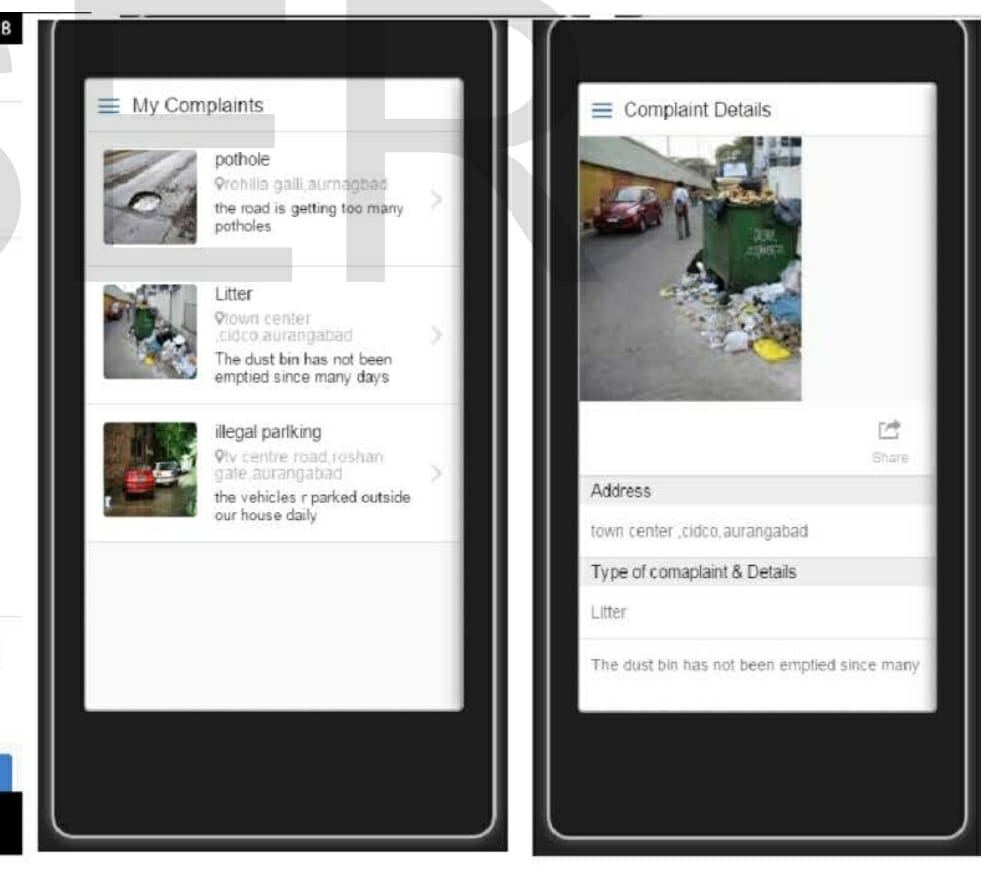 B
SER
My Complaints
pothole
rohilla galli,aurnagbad
the road is getting too many
potholes
Litter
town center
,cidco,aurangabad
The dust bin has not been
emptied since many days
illegal parlking
tv centre road,roshan
gate,aurangabad
the vehicles r parked outside
our house daily
Complaint Details
Share
Address
town center ,cidco,aurangabad
Type of comaplaint & Details
Litter
The dust bin has not been emptied since many